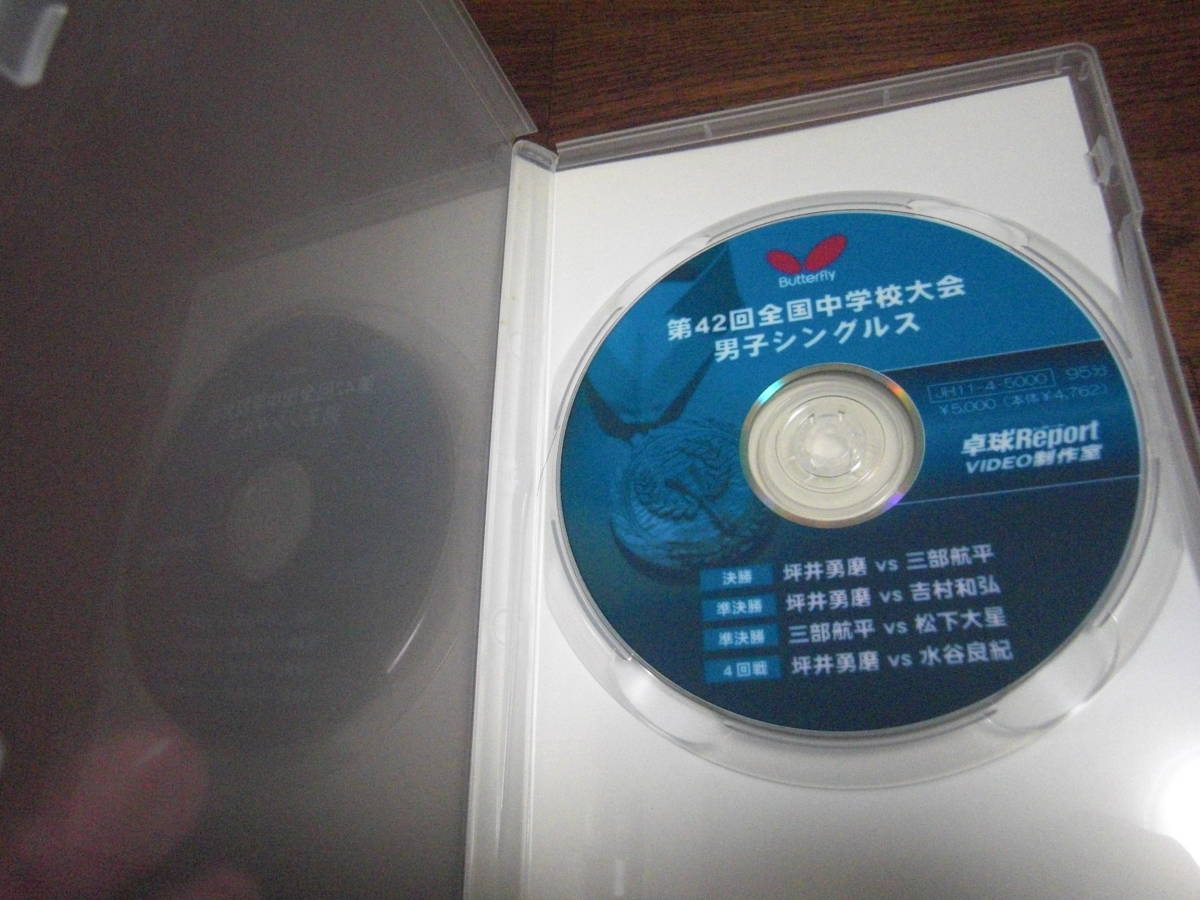 Butterfly
第42回全国中学校大会
男子シングルス
JH11-4-5000 95分
¥5,000 (本体¥4,762)
卓球Report
VIDEO制作室
決勝 坪井勇磨 vs 三部航平
準決勝 坪井勇磨 vs 吉村和弘
準決勝 三部航平 vs 松下大星
4回戦 坪井勇磨 vs 水谷良紀